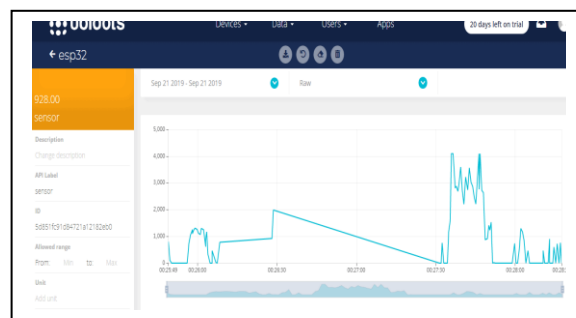 ubidots
Devices Data Users Apps 20 days left on trial
esp32
928.00
sensor
Sep 21 2019 - Sep 21 2019 Raw
Description
Change description
API Label
sensor
ID
Allowed range
From: Min to: Max
Unit
Add unit
5,000
4,000
3,000
2,000
1,000
0
00:25:49 00:26:00 00:26:30 00:27:00 00:27:30 00:28:00